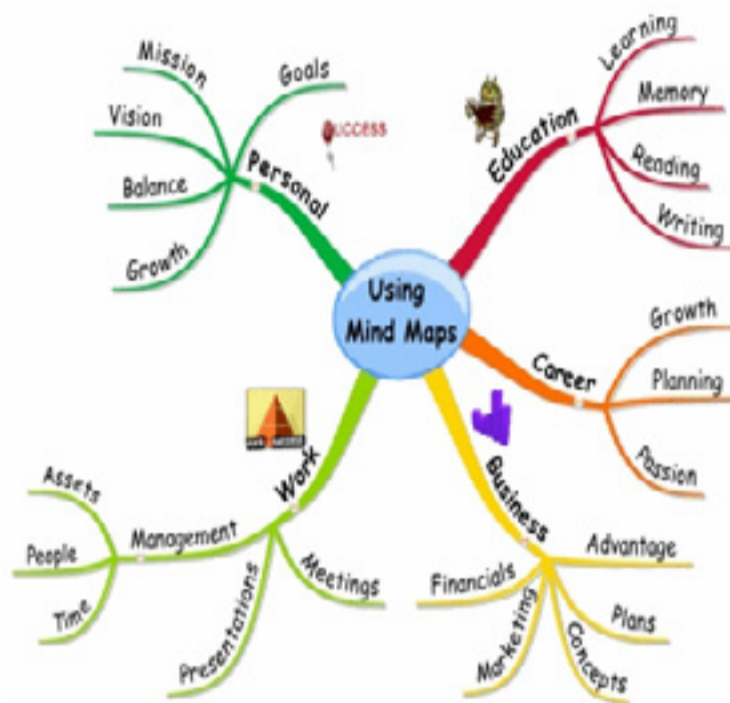 Using
Mind Maps
Education
Learning
Memory
Reading
Writing
Career
Growth
Planning
Passion
Business
Advantage
Plans
Concepts
Marketing
Financials
Work
Meetings
Presentations
Management
Assets
People
Time
Personal
Goals
Mission
Vision
Balance
Growth
success